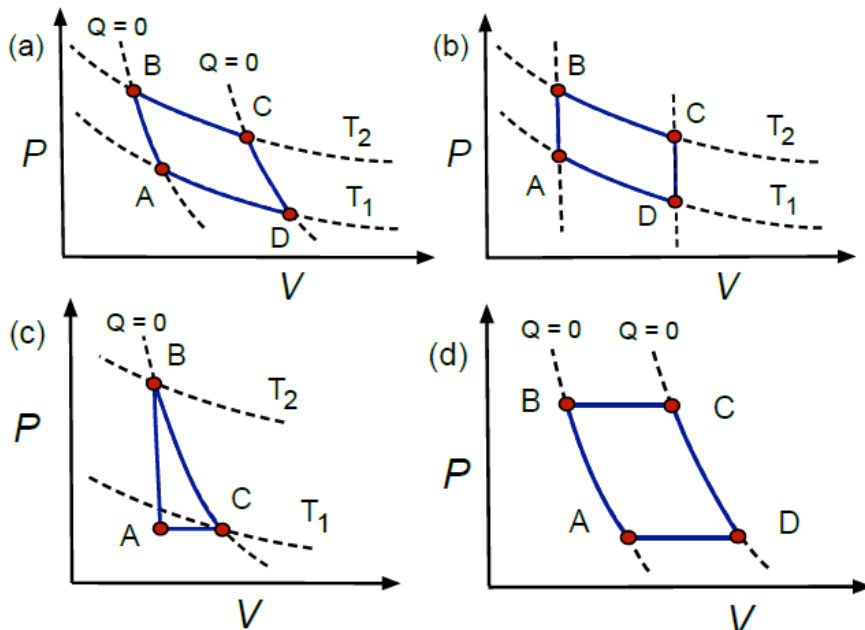 (a)
Q = 0
Q = 0
B
C
A
D
T2
T1
P
V
(b)
B
C
A
D
T2
T1
P
V
(c)
Q = 0
B
T2
A
C
T1
P
V
(d)
Q = 0
Q = 0
B
C
A
D
P
V